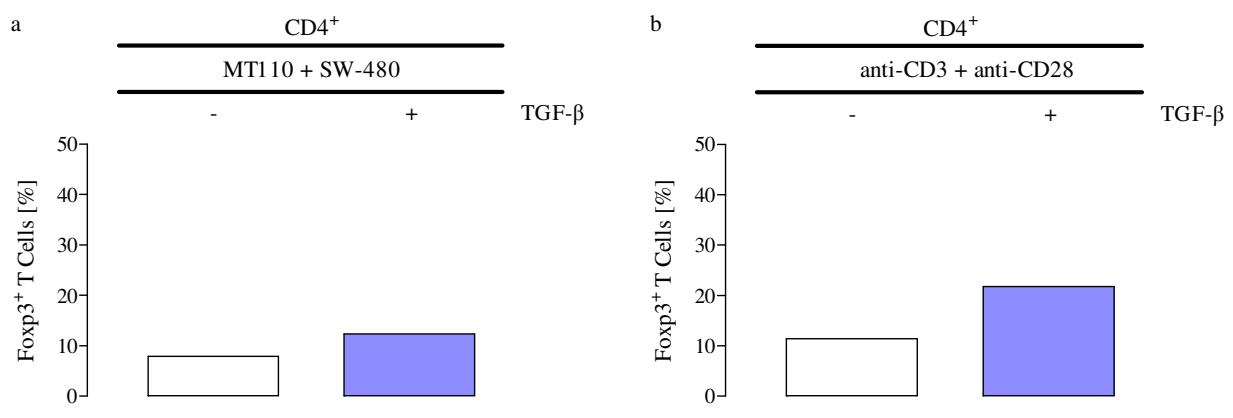 a
CD4⁺
MT110 + SW-480
- + TGF-β
50
40
30
20
10
0
Foxp3⁺ T Cells [%]
b
CD4⁺
anti-CD3 + anti-CD28
- + TGF-β
50
40
30
20
10
0
Foxp3⁺ T Cells [%]